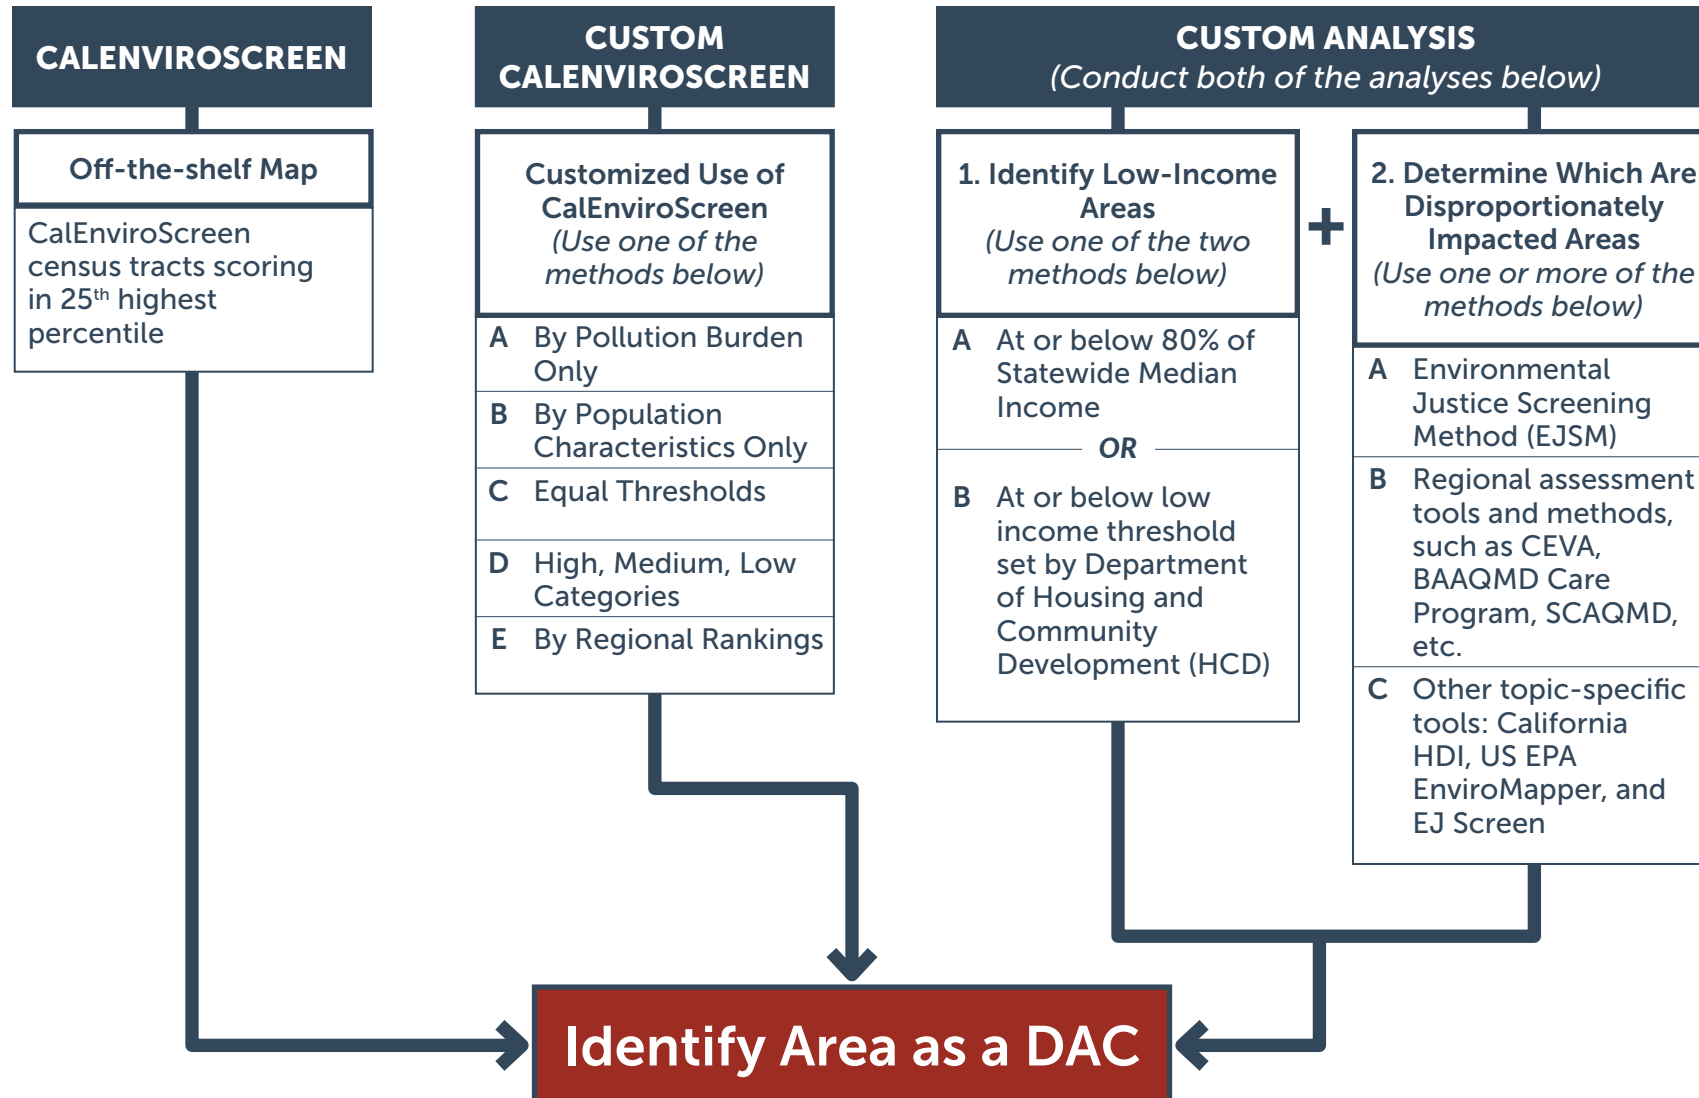 CALENVIROSCREEN
Off-the-shelf Map
CalEnviroScreen
census tracts scoring
in 25th highest
percentile
CUSTOM
CALENVIROSCREEN
Customized Use of
CalEnviroScreen
(Use one of the
methods below)
A By Pollution Burden
Only
B By Population
Characteristics Only
C Equal Thresholds
D High, Medium, Low
Categories
E By Regional Rankings
CUSTOM ANALYSIS
(Conduct both of the analyses below)
1. Identify Low-Income
Areas
(Use one of the two
methods below)
A At or below 80% of
Statewide Median
Income
OR
B At or below low
income threshold
set by Department
of Housing and
Community
Development (HCD)
+
2. Determine Which Are
Disproportionately
Impacted Areas
(Use one or more of the
methods below)
A Environmental
Justice Screening
Method (EJSM)
B Regional assessment
tools and methods,
such as CEVA,
BAAQMD Care
Program, SCAQMD,
etc.
C Other topic-specific
tools: California
HDI, US EPA
EnviroMapper, and
EJ Screen
Identify Area as a DAC